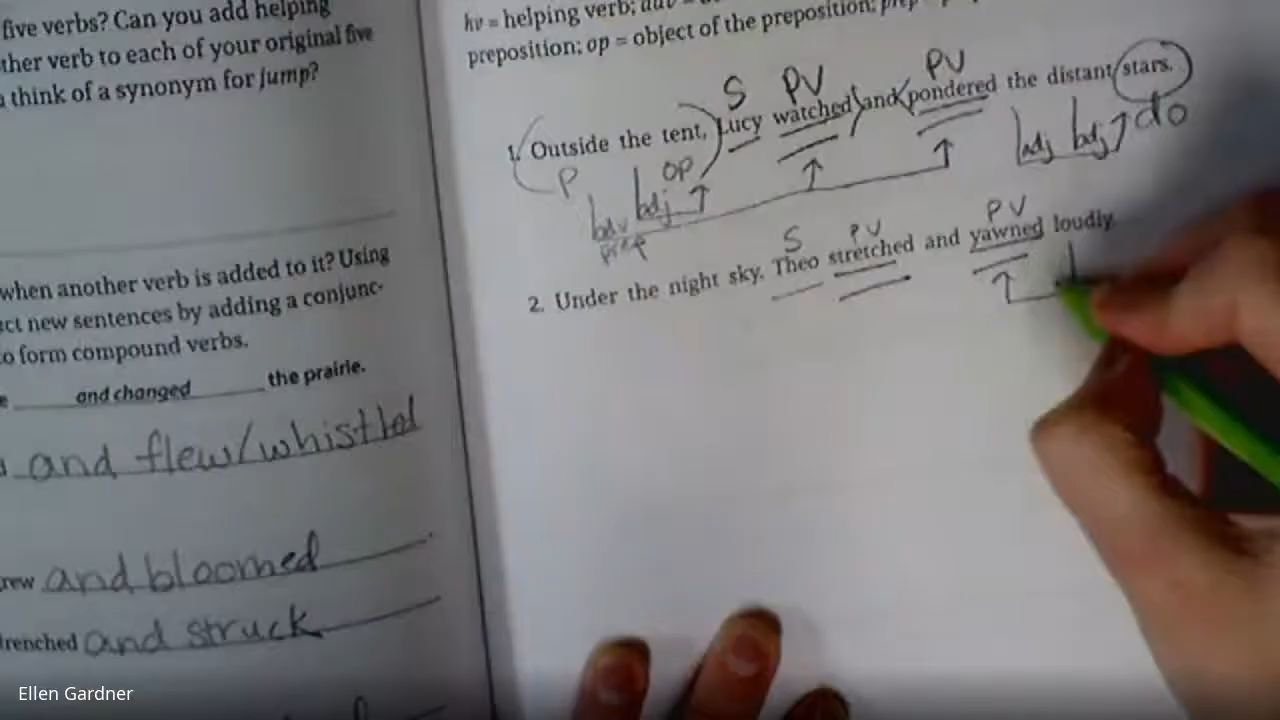 five verbs? Can you add helping
ther verb to each of your original five
think of a synonym for jump?
when another verb is added to it? Using
ct new sentences by adding a conjunc-
o form compound verbs.
and changed the prairie.
and flew/whistled
rew and bloomed
renched and struck
hv = helping verb;
preposition; op = object of the preposition;
S PV PV
1. Outside the tent, Lucy watched and pondered the distant stars.
P OP adj adj do
adv adj
prep
S PV PV
2. Under the night sky, Theo stretched and yawned loudly.
Ellen Gardner